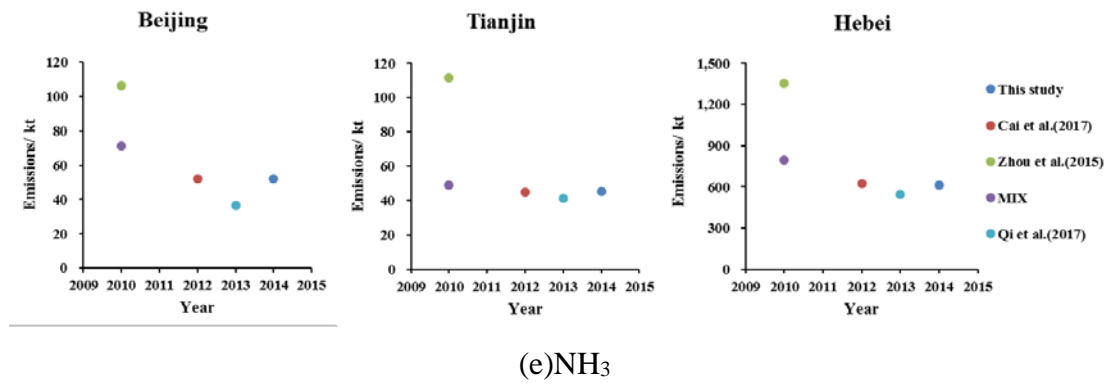 Beijing
120
100
80
60
40
20
0
Emissions/ kt
2009 2010 2011 2012 2013 2014 2015
Year
Tianjin
120
100
80
60
40
20
0
Emissions/ kt
2009 2010 2011 2012 2013 2014 2015
Year
Hebei
1,500
1,200
900
600
300
0
Emissions/ kt
2009 2010 2011 2012 2013 2014 2015
Year
This study
Cai et al.(2017)
Zhou et al.(2015)
MIX
Qi et al.(2017)
(e)NH₃